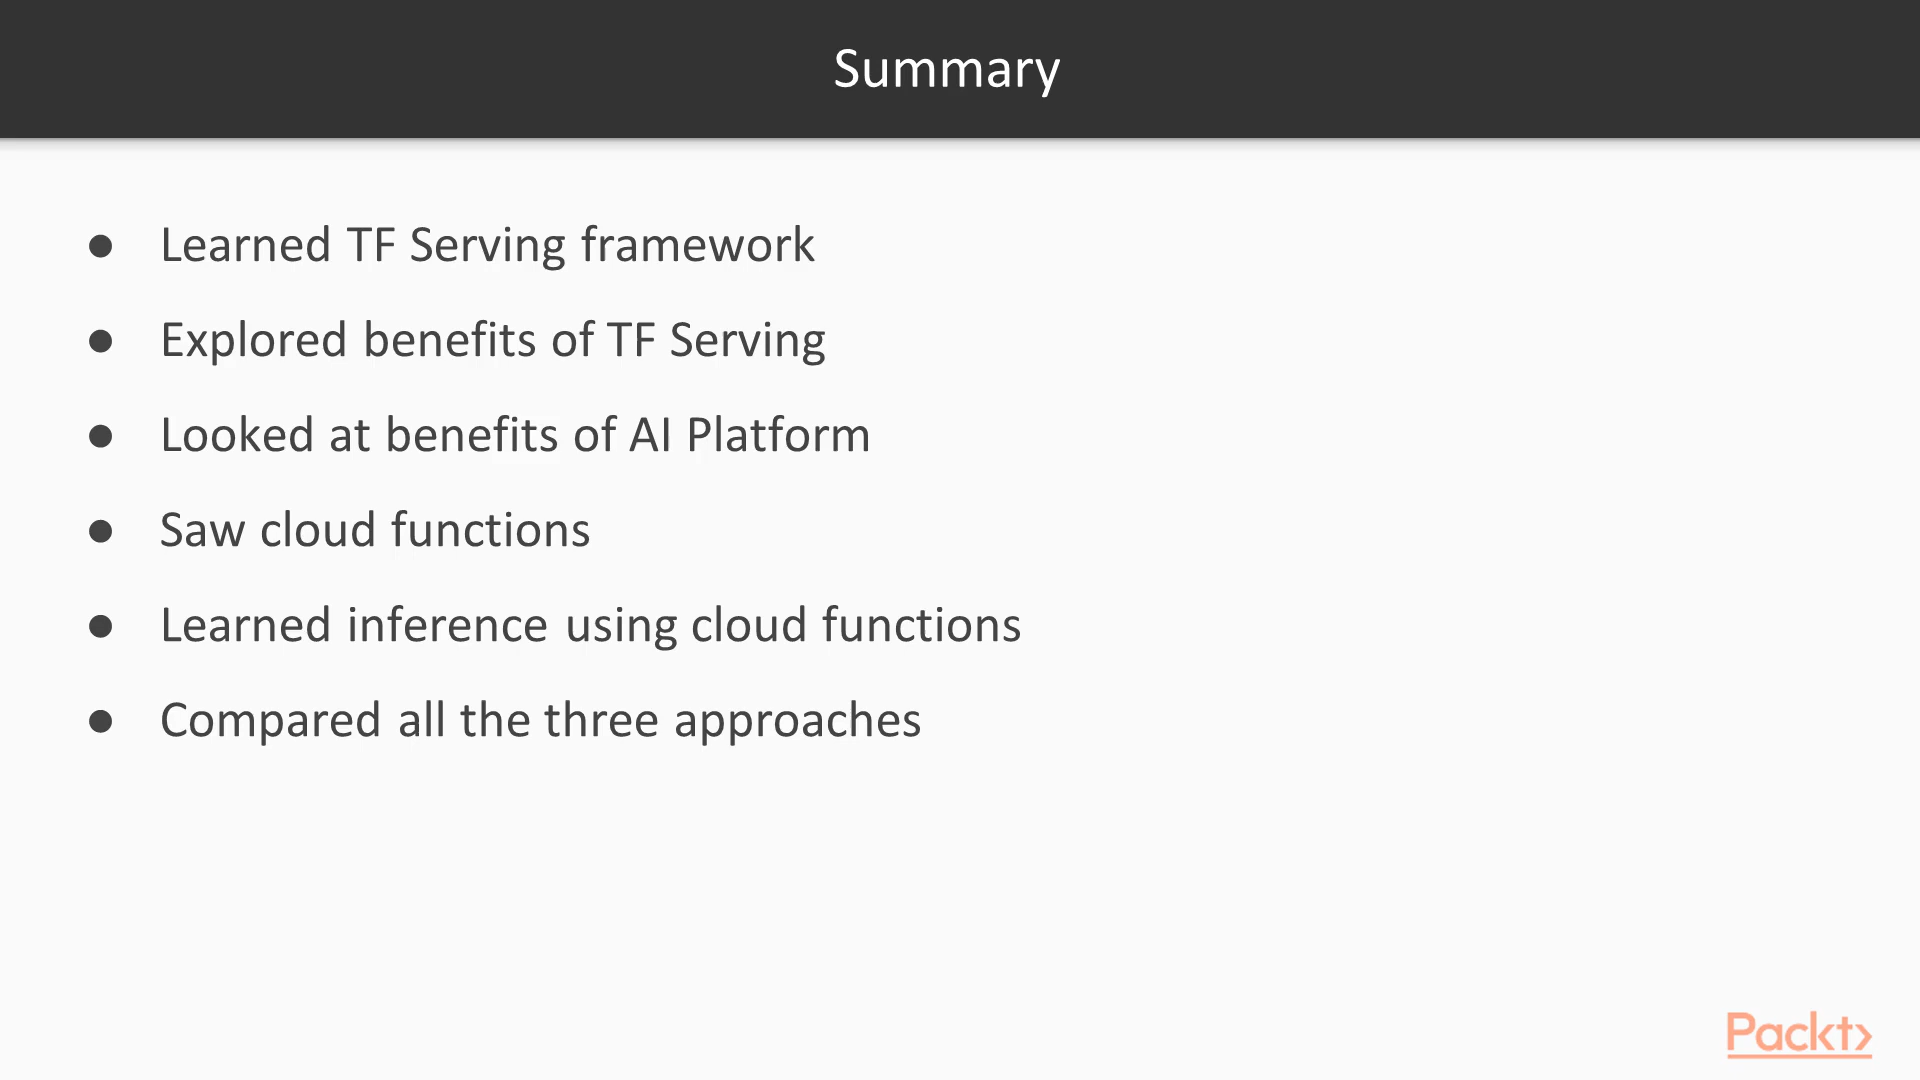 Summary
● Learned TF Serving framework
● Explored benefits of TF Serving
● Looked at benefits of AI Platform
● Saw cloud functions
● Learned inference using cloud functions
● Compared all the three approaches
Packt>